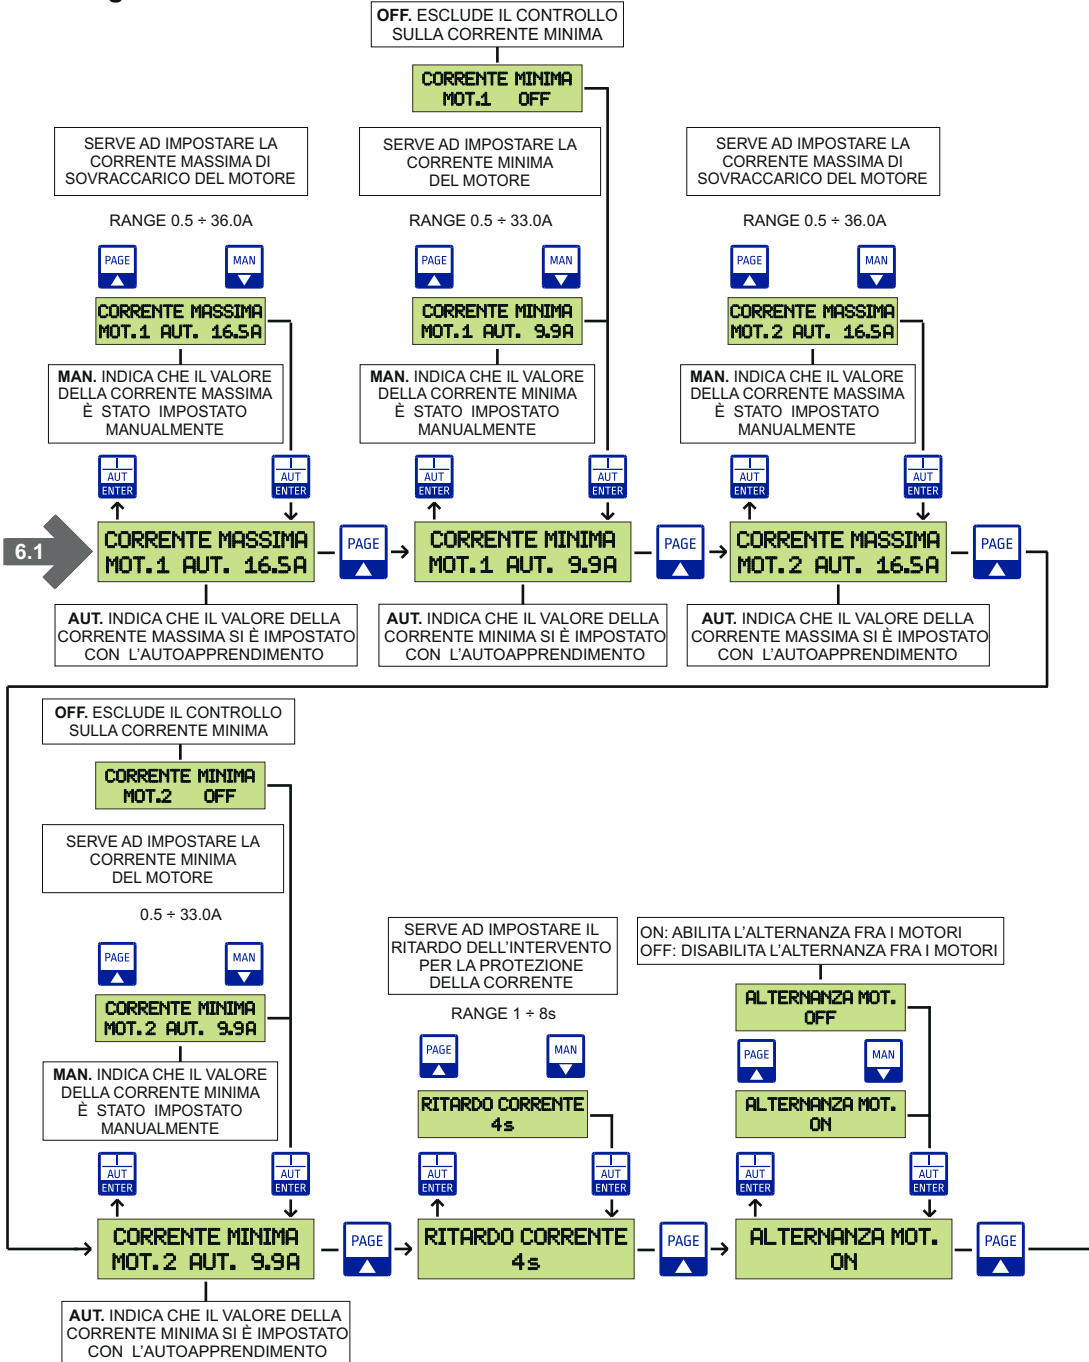 OFF. ESCLUDE IL CONTROLLO
SULLA CORRENTE MINIMA
CORRENTE MINIMA
MOT.1 OFF
SERVE AD IMPOSTARE LA
CORRENTE MASSIMA DI
SOVRACCARICO DEL MOTORE
RANGE 0.5 ÷ 36.0A
PAGE
MAN
CORRENTE MASSIMA
MOT.1 AUT. 16.5A
MAN. INDICA CHE IL VALORE
DELLA CORRENTE MASSIMA
È STATO IMPOSTATO
MANUALMENTE
AUT
ENTER
AUT
ENTER
SERVE AD IMPOSTARE LA
CORRENTE MINIMA
DEL MOTORE
RANGE 0.5 ÷ 33.0A
PAGE
MAN
CORRENTE MINIMA
MOT.1 AUT. 9.9A
MAN. INDICA CHE IL VALORE
DELLA CORRENTE MINIMA
È STATO IMPOSTATO
MANUALMENTE
AUT
ENTER
AUT
ENTER
SERVE AD IMPOSTARE LA
CORRENTE MASSIMA DI
SOVRACCARICO DEL MOTORE
RANGE 0.5 ÷ 36.0A
PAGE
MAN
CORRENTE MASSIMA
MOT.2 AUT. 16.5A
MAN. INDICA CHE IL VALORE
DELLA CORRENTE MASSIMA
È STATO IMPOSTATO
MANUALMENTE
AUT
ENTER
AUT
ENTER
6.1
CORRENTE MASSIMA
MOT.1 AUT. 16.5A
PAGE
CORRENTE MINIMA
MOT.1 AUT. 9.9A
PAGE
CORRENTE MASSIMA
MOT.2 AUT. 16.5A
PAGE
AUT. INDICA CHE IL VALORE DELLA
CORRENTE MASSIMA SI È IMPOSTATO
CON L'AUTOAPPRENDIMENTO
AUT. INDICA CHE IL VALORE DELLA
CORRENTE MINIMA SI È IMPOSTATO
CON L'AUTOAPPRENDIMENTO
AUT. INDICA CHE IL VALORE DELLA
CORRENTE MASSIMA SI È IMPOSTATO
CON L'AUTOAPPRENDIMENTO
OFF. ESCLUDE IL CONTROLLO
SULLA CORRENTE MINIMA
CORRENTE MINIMA
MOT.2 OFF
SERVE AD IMPOSTARE LA
CORRENTE MINIMA
DEL MOTORE
0.5 ÷ 33.0A
PAGE
MAN
CORRENTE MINIMA
MOT.2 AUT. 9.9A
MAN. INDICA CHE IL VALORE
DELLA CORRENTE MINIMA
È STATO IMPOSTATO
MANUALMENTE
AUT
ENTER
AUT
ENTER
SERVE AD IMPOSTARE IL
RITARDO DELL'INTERVENTO
PER LA PROTEZIONE
DELLA CORRENTE
RANGE 1 ÷ 8s
PAGE
MAN
RITARDO CORRENTE
4s
AUT
ENTER
AUT
ENTER
ON: ABILITA L'ALTERNANZA FRA I MOTORI
OFF: DISABILITA L'ALTERNANZA FRA I MOTORI
ALTERNANZA MOT.
OFF
PAGE
MAN
ALTERNANZA MOT.
ON
AUT
ENTER
AUT
ENTER
CORRENTE MINIMA
MOT.2 AUT. 9.9A
PAGE
RITARDO CORRENTE
4s
PAGE
ALTERNANZA MOT.
ON
PAGE
AUT. INDICA CHE IL VALORE DELLA
CORRENTE MINIMA SI È IMPOSTATO
CON L'AUTOAPPRENDIMENTO